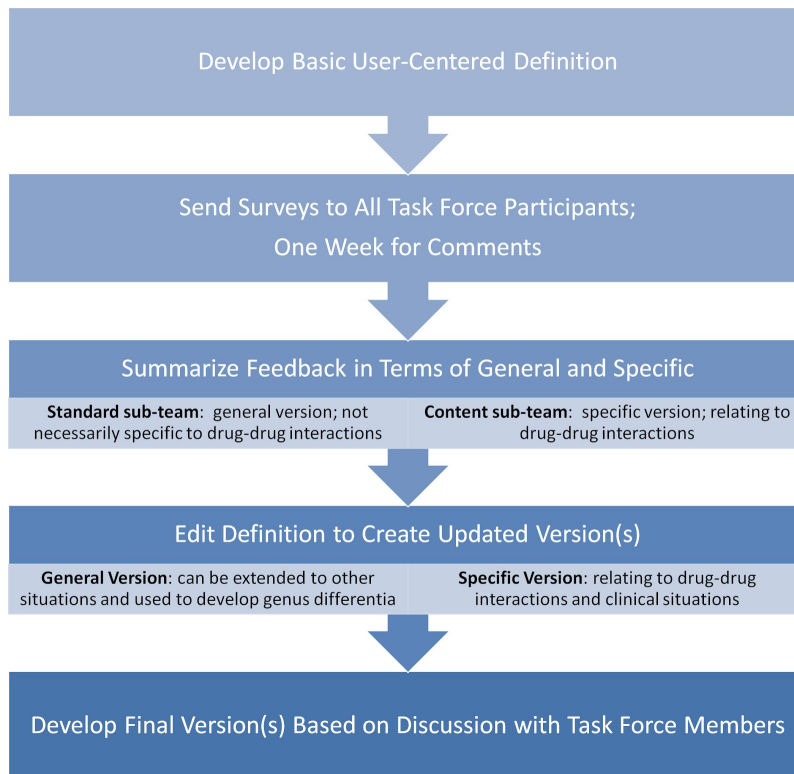 Develop Basic User-Centered Definition
Send Surveys to All Task Force Participants;
One Week for Comments
Summarize Feedback in Terms of General and Specific
Standard sub-team: general version; not
necessarily specific to drug-drug interactions
Content sub-team: specific version; relating to
drug-drug interactions
Edit Definition to Create Updated Version(s)
General Version: can be extended to other
situations and used to develop genus differentia
Specific Version: relating to drug-drug
interactions and clinical situations
Develop Final Version(s) Based on Discussion with Task Force Members